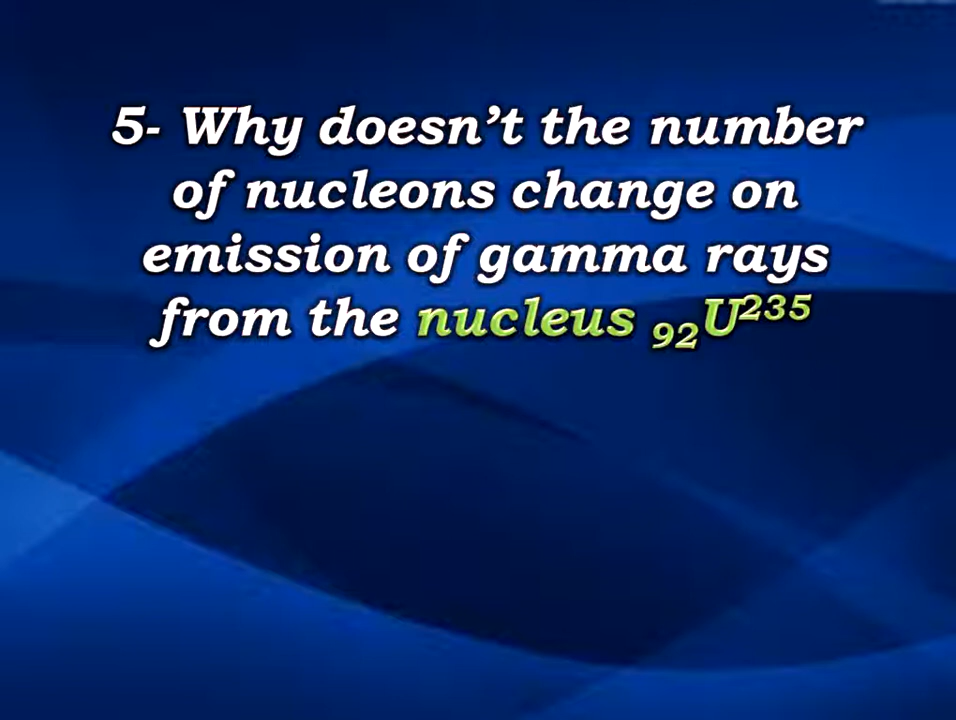 5- Why doesn’t the number
of nucleons change on
emission of gamma rays
from the nucleus ₉₂U²³⁵